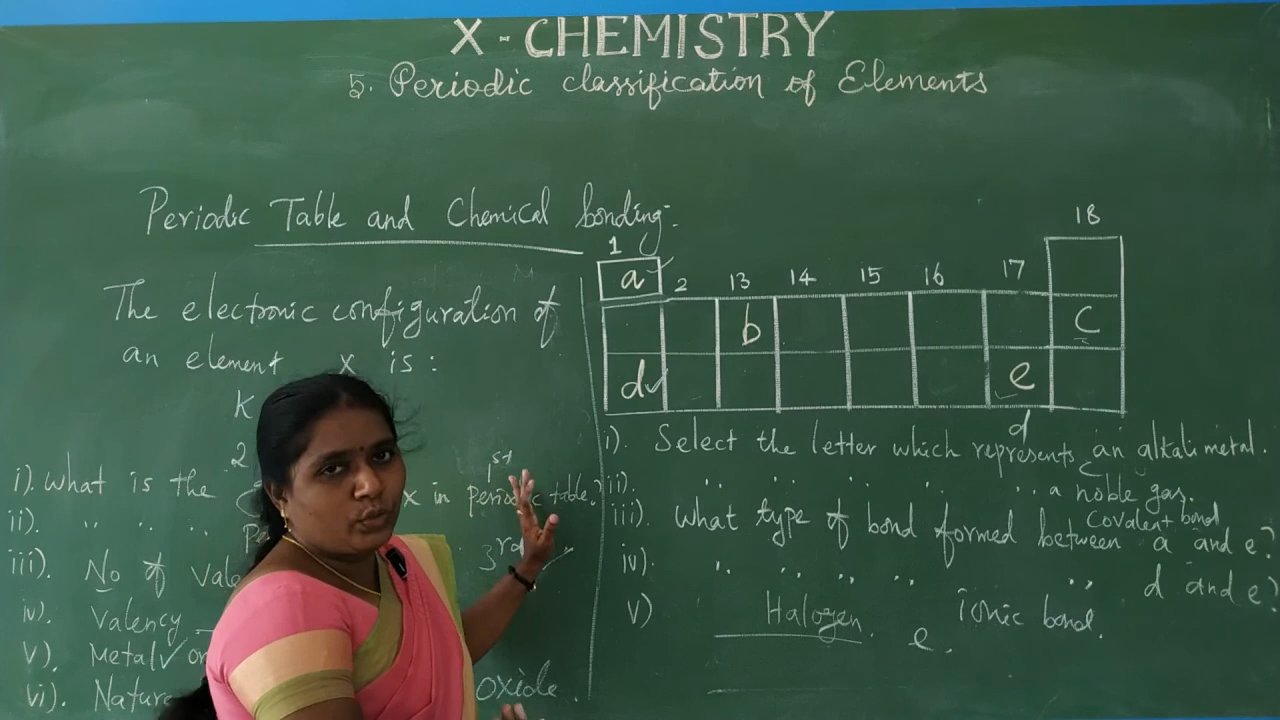 X - CHEMISTRY
5. Periodic classification of Elements
Periodic Table and Chemical bonding:
The electronic configuration of
an element X is:
K
2
i). What is the
1st
X in Periodic table.?
ii). " " "
3rd
iii). No of
iv). Valency
v). Metal ✓ or
vi). Nature
oxide.
18
1
a ✓ 2 13 14 15 16 17
b c
d ✓ e
d
i). Select the letter which represents an alkali metal.
c
ii). " " " " " a noble gas.
Covalent bond
iii). What type of bond formed between a and e?
iv). " " " " " d and e?
ionic bond.
v) Halogen. e.